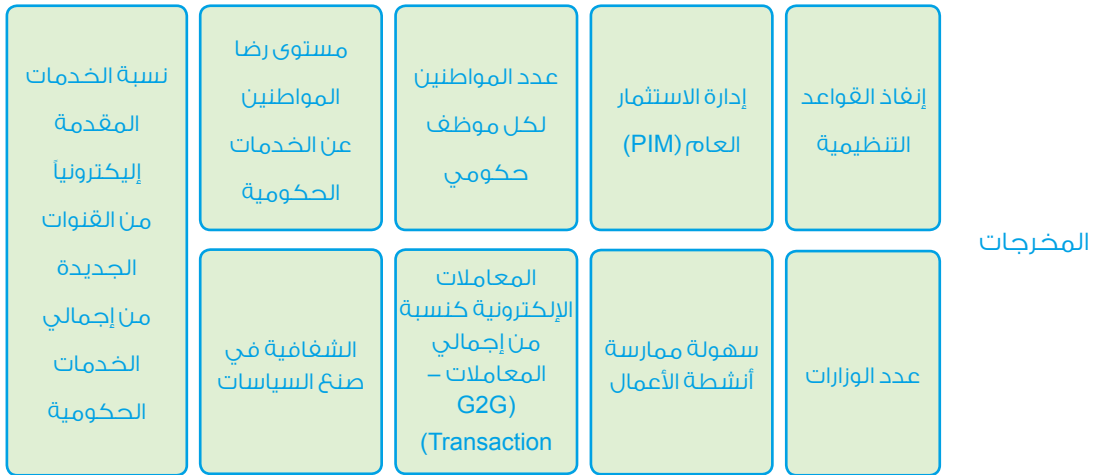 المخرجات
إنفاذ القواعد
التنظيمية
إدارة الاستثمار
العام (PIM)
عدد المواطنين
لكل موظف
حكومي
مستوى رضا
المواطنين
عن الخدمات
الحكومية
نسبة الخدمات
المقدمة
إليكترونياً
من القنوات
الجديدة
من إجمالي
الخدمات
الحكومية
عدد الوزارات
سهولة ممارسة
أنشطة الأعمال
المعاملات
الإلكترونية كنسبة
من إجمالي
المعاملات –
(G2G
Transaction)
الشفافية في
صنع السياسات